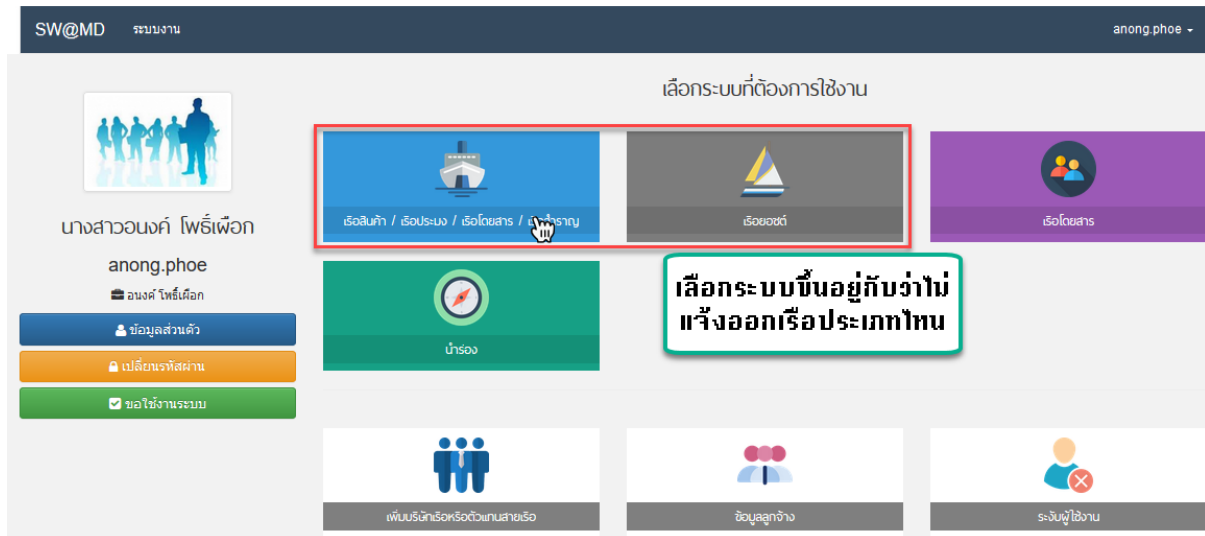 SW@MD ระบบงาน anong.phoe
เลือกระบบที่ต้องการใช้งาน
นางสาวอนงค์ โพธิ์เผือก
anong.phoe
อนงค์ โพธิ์เผือก
ข้อมูลส่วนตัว
เปลี่ยนรหัสผ่าน
ขอใช้งานระบบ
เรือสินค้า / เรือประมง / เรือโดยสาร /
เรือยอชต์
เรือโดยสาร
นำร่อง
เลือกระบบขึ้นอยู่กับว่าไม่
แจ้งออกเรือประเภทไหน
เพิ่มบริษัทเรือหรือตัวแทนสายเรือ
ข้อมูลลูกจ้าง
ระงับผู้ใช้งาน